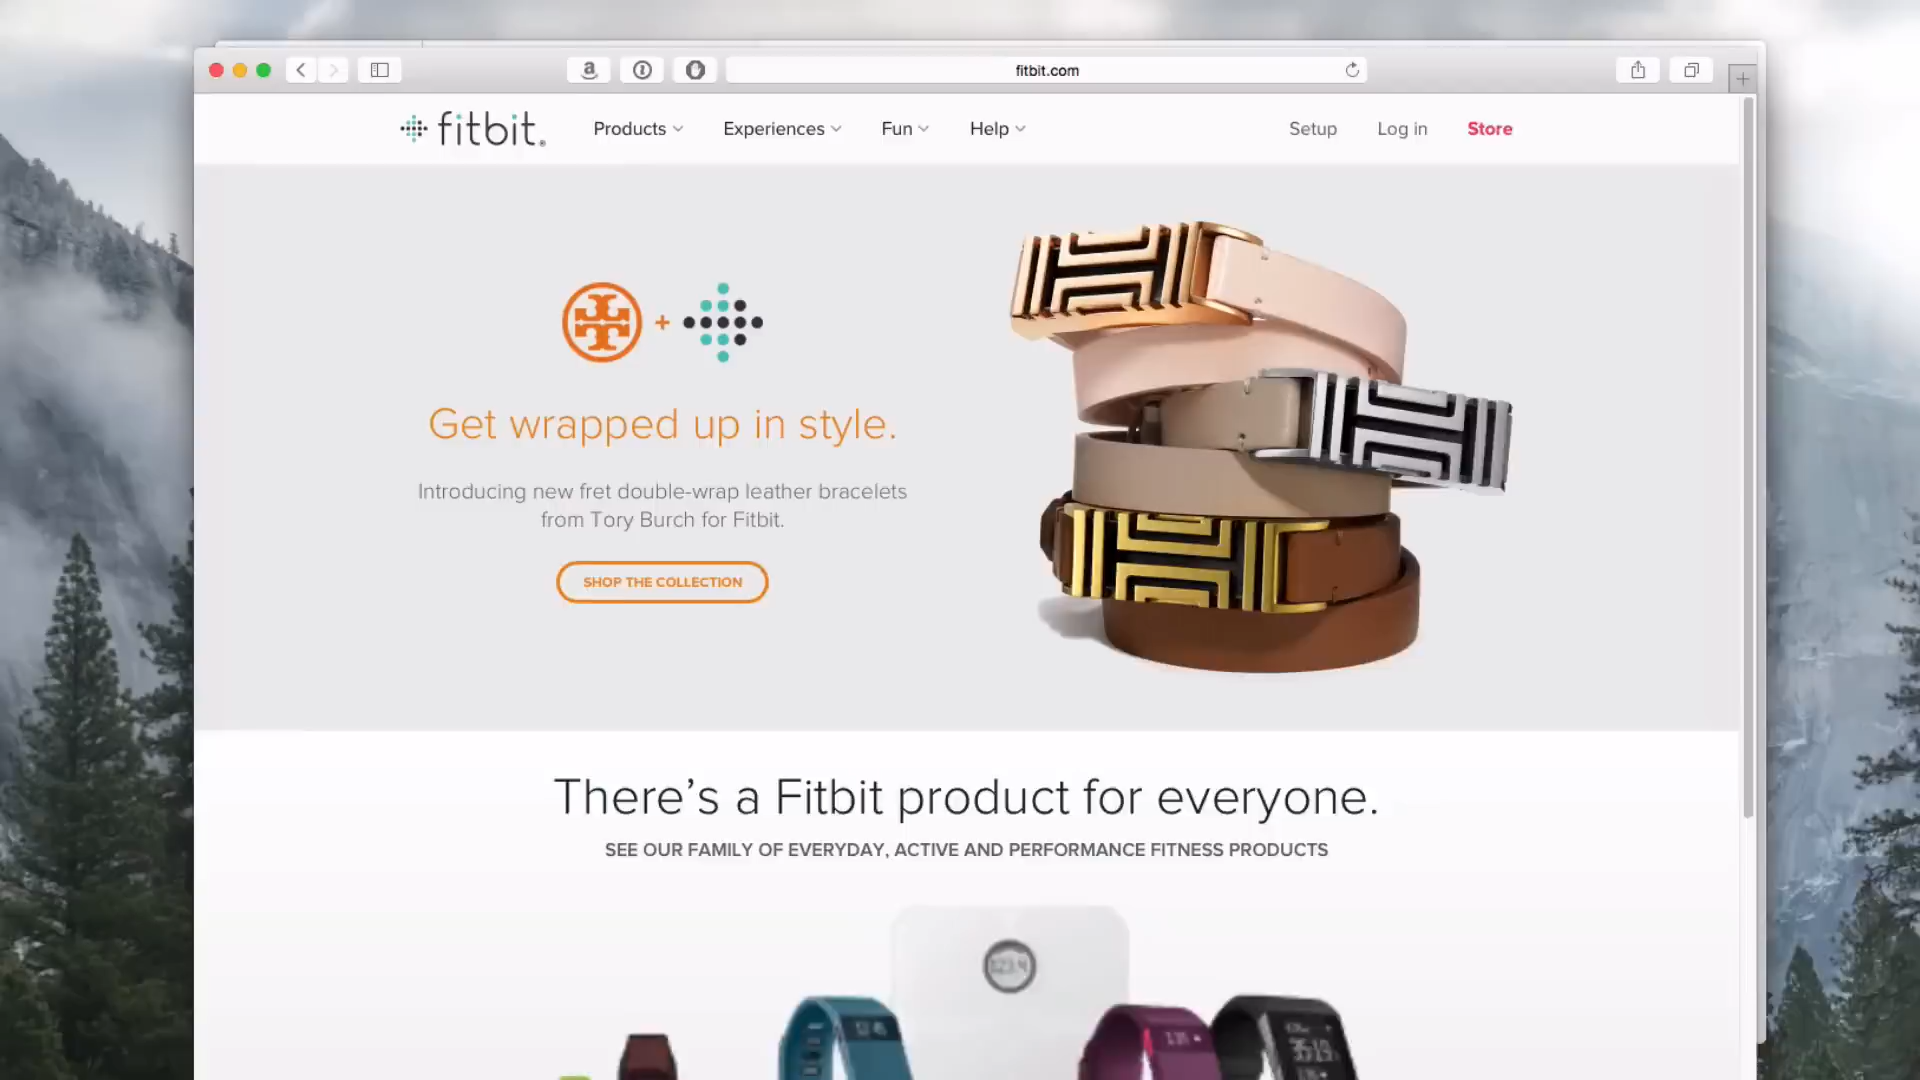 fitbit.com
fitbit
Products
Experiences
Fun
Help
Setup
Log in
Store
+
Get wrapped up in style.
Introducing new fret double-wrap leather bracelets
from Tory Burch for Fitbit.
SHOP THE COLLECTION
There’s a Fitbit product for everyone.
SEE OUR FAMILY OF EVERYDAY, ACTIVE AND PERFORMANCE FITNESS PRODUCTS